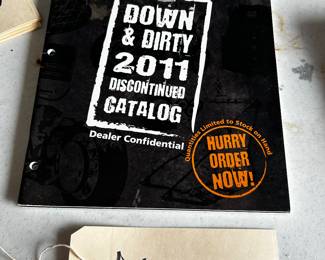 DOWN
& DIRTY
2011
DISCONTINUED
CATALOG
Dealer Confidential
Quantities Limited to Stock on Hand
HURRY
ORDER
NOW!